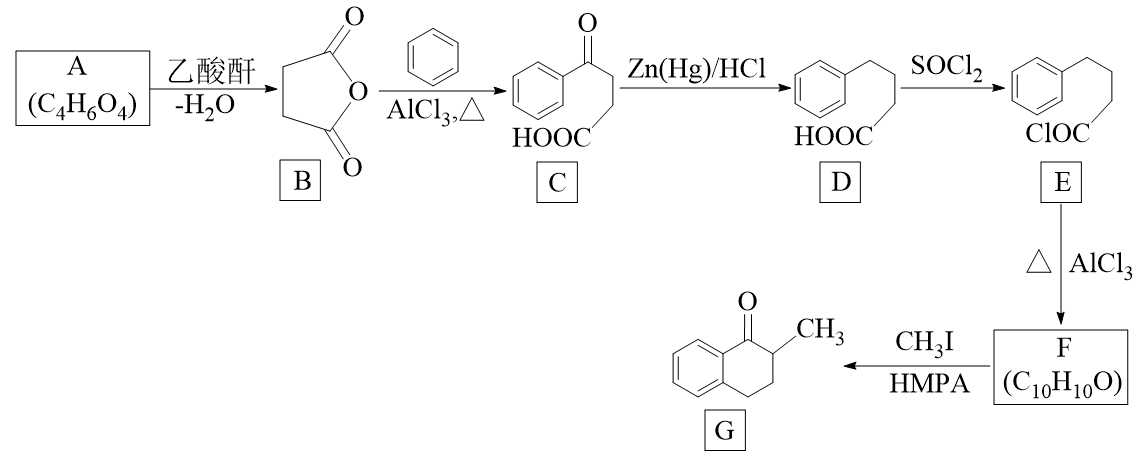 A
(C₄H₆O₄)
乙酸酐
-H₂O
O
O
O
B
AlCl₃,△
O
HOOC
C
Zn(Hg)/HCl
HOOC
D
SOCl₂
ClOC
E
△
AlCl₃
F
(C₁₀H₁₀O)
CH₃I
HMPA
O
CH₃
G